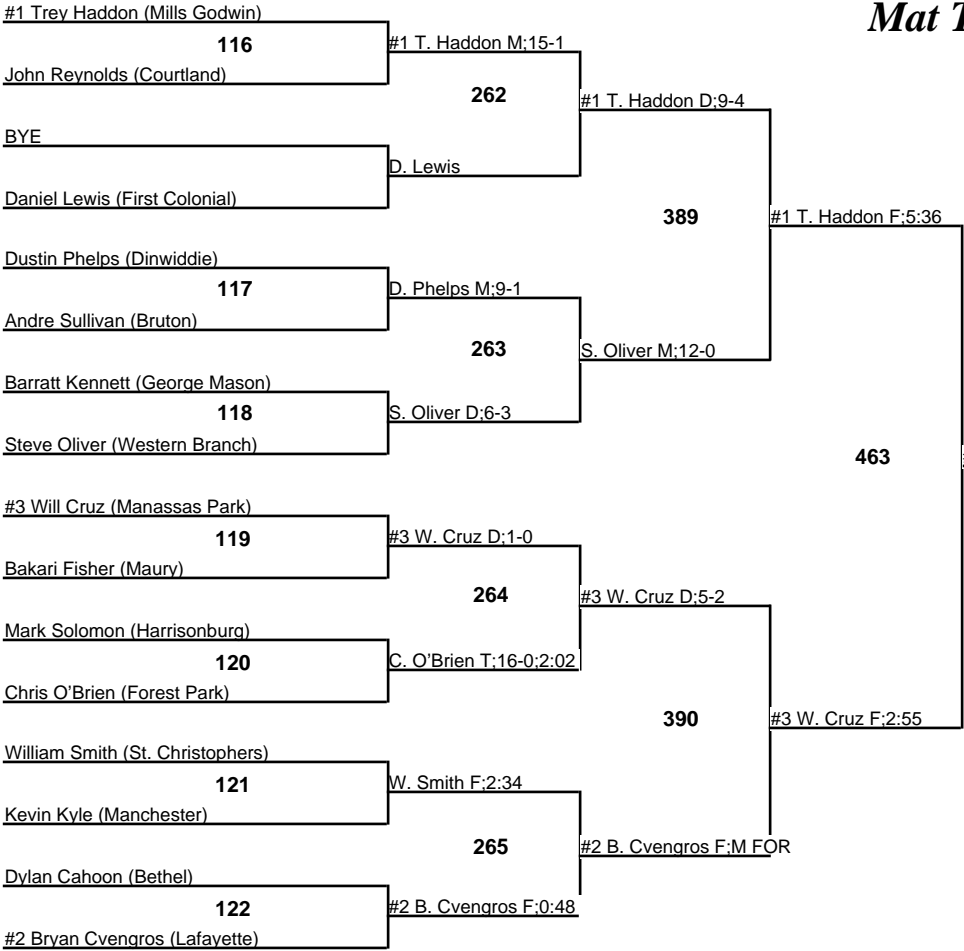 #1 Trey Haddon (Mills Godwin)
Mat
116
#1 T. Haddon M;15-1
John Reynolds (Courtland)
262
#1 T. Haddon D;9-4
BYE
D. Lewis
Daniel Lewis (First Colonial)
389
#1 T. Haddon F;5:36
Dustin Phelps (Dinwiddie)
117
D. Phelps M;9-1
Andre Sullivan (Bruton)
263
S. Oliver M;12-0
Barratt Kennett (George Mason)
118
S. Oliver D;6-3
Steve Oliver (Western Branch)
463
#3 Will Cruz (Manassas Park)
119
#3 W. Cruz D;1-0
Bakari Fisher (Maury)
264
#3 W. Cruz D;5-2
Mark Solomon (Harrisonburg)
120
C. O'Brien T;16-0;2:02
Chris O'Brien (Forest Park)
390
#3 W. Cruz F;2:55
William Smith (St. Christophers)
121
W. Smith F;2:34
Kevin Kyle (Manchester)
265
#2 B. Cvengros F;M FOR
Dylan Cahoon (Bethel)
122
#2 B. Cvengros F;0:48
#2 Bryan Cvengros (Lafayette)